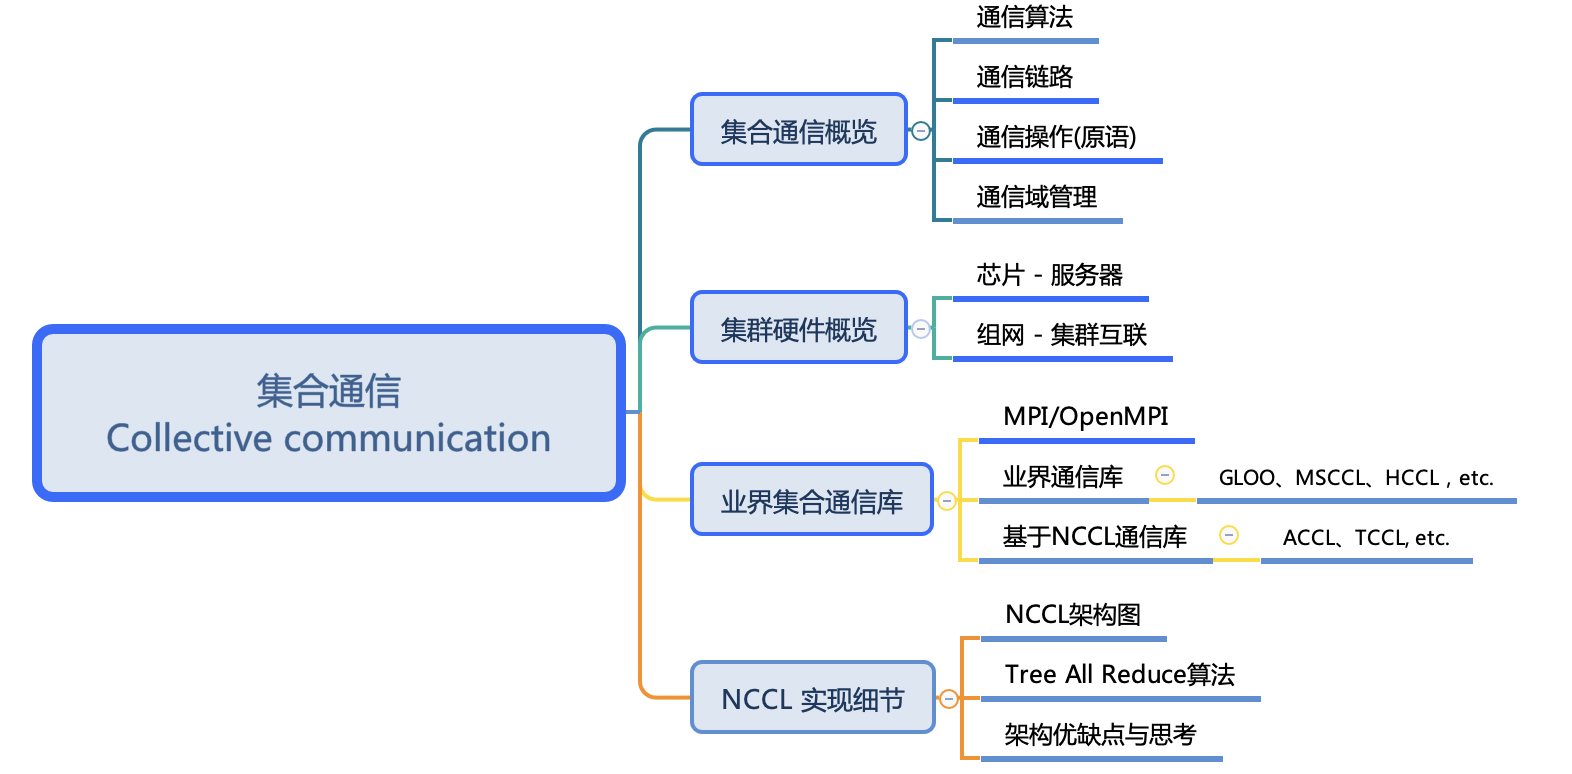 集合通信
Collective communication
集合通信概览
通信算法
通信链路
通信操作(原语)
通信域管理
集群硬件概览
芯片 - 服务器
组网 - 集群互联
业界集合通信库
MPI/OpenMPI
业界通信库
GLOO、MSCCL、HCCL , etc.
基于NCCL通信库
ACCL、TCCL, etc.
NCCL 实现细节
NCCL架构图
Tree All Reduce算法
架构优缺点与思考